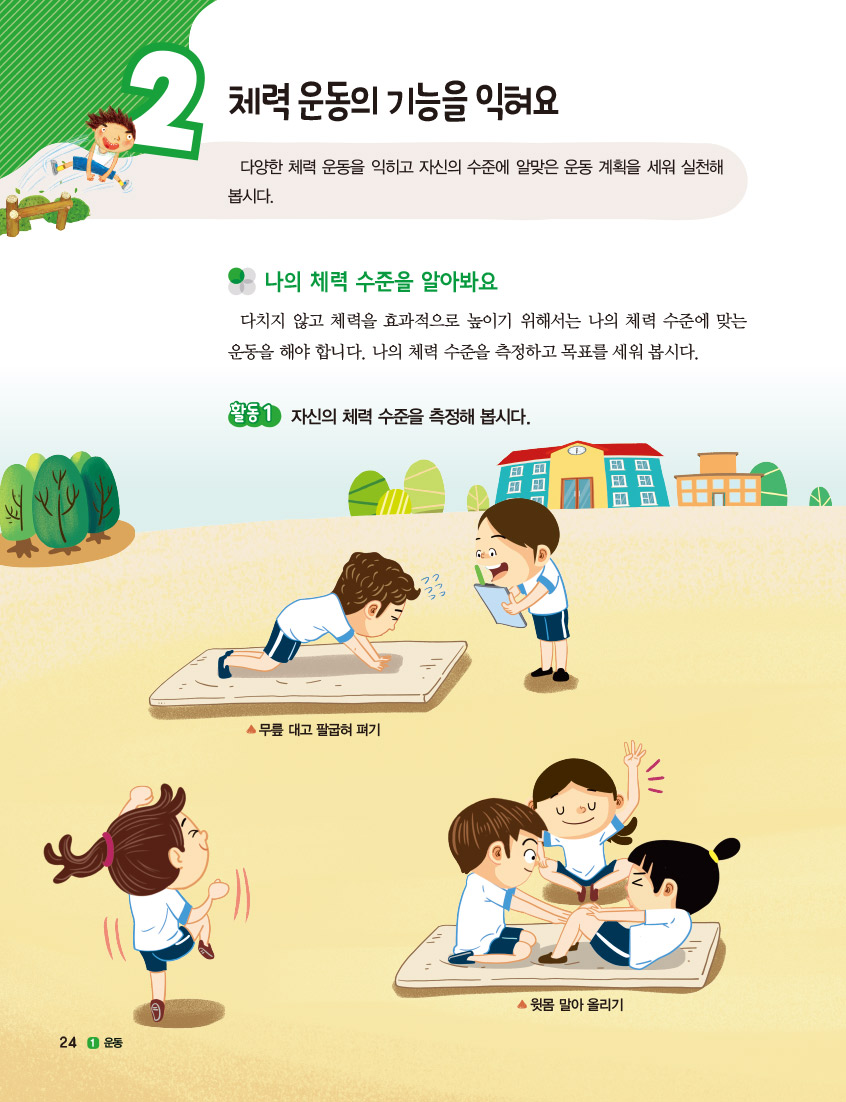 2
체력 운동의 기능을 익혀요
다양한 체력 운동을 익히고 자신의 수준에 알맞은 운동 계획을 세워 실천해
봅시다.
나의 체력 수준을 알아봐요
다치지 않고 체력을 효과적으로 높이기 위해서는 나의 체력 수준에 맞는
운동을 해야 합니다. 나의 체력 수준을 측정하고 목표를 세워 봅시다.
활동1 자신의 체력 수준을 측정해 봅시다.
▲ 무릎 대고 팔굽혀 펴기
▲ 윗몸 말아 올리기
24 1 운동